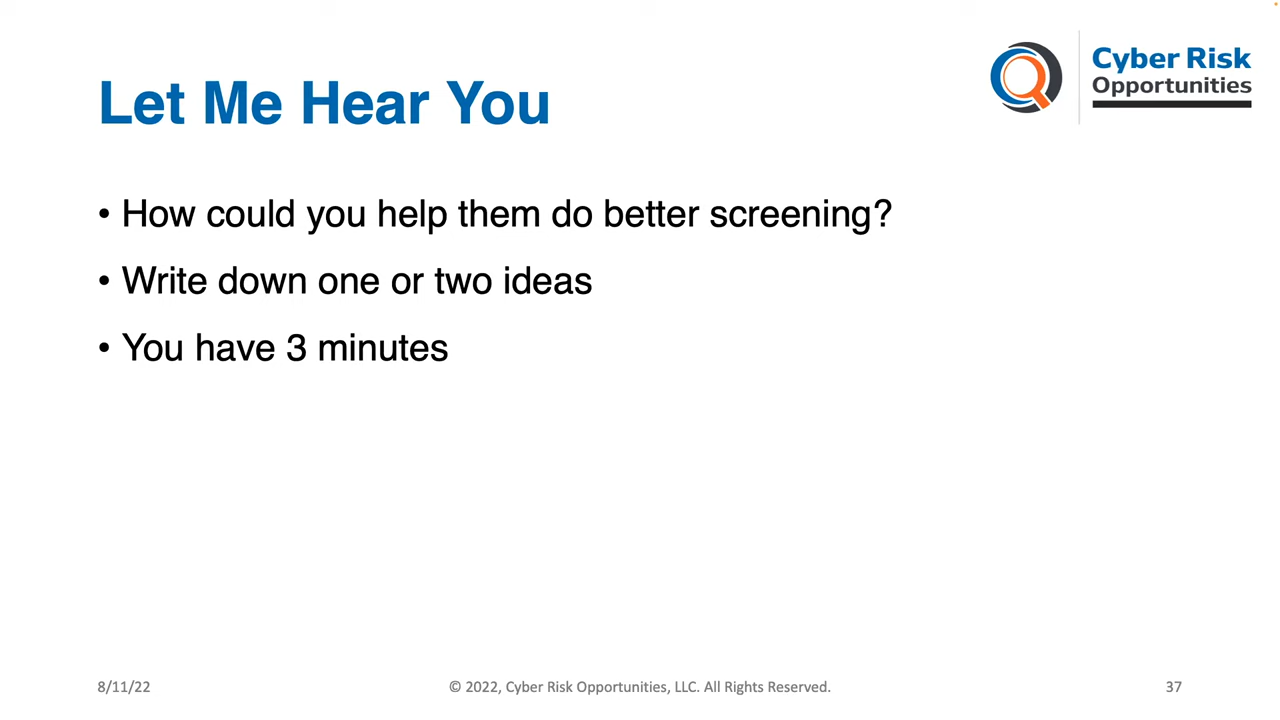 Cyber Risk
Opportunities
Let Me Hear You
• How could you help them do better screening?
• Write down one or two ideas
• You have 3 minutes
8/11/22
© 2022, Cyber Risk Opportunities, LLC. All Rights Reserved.
37